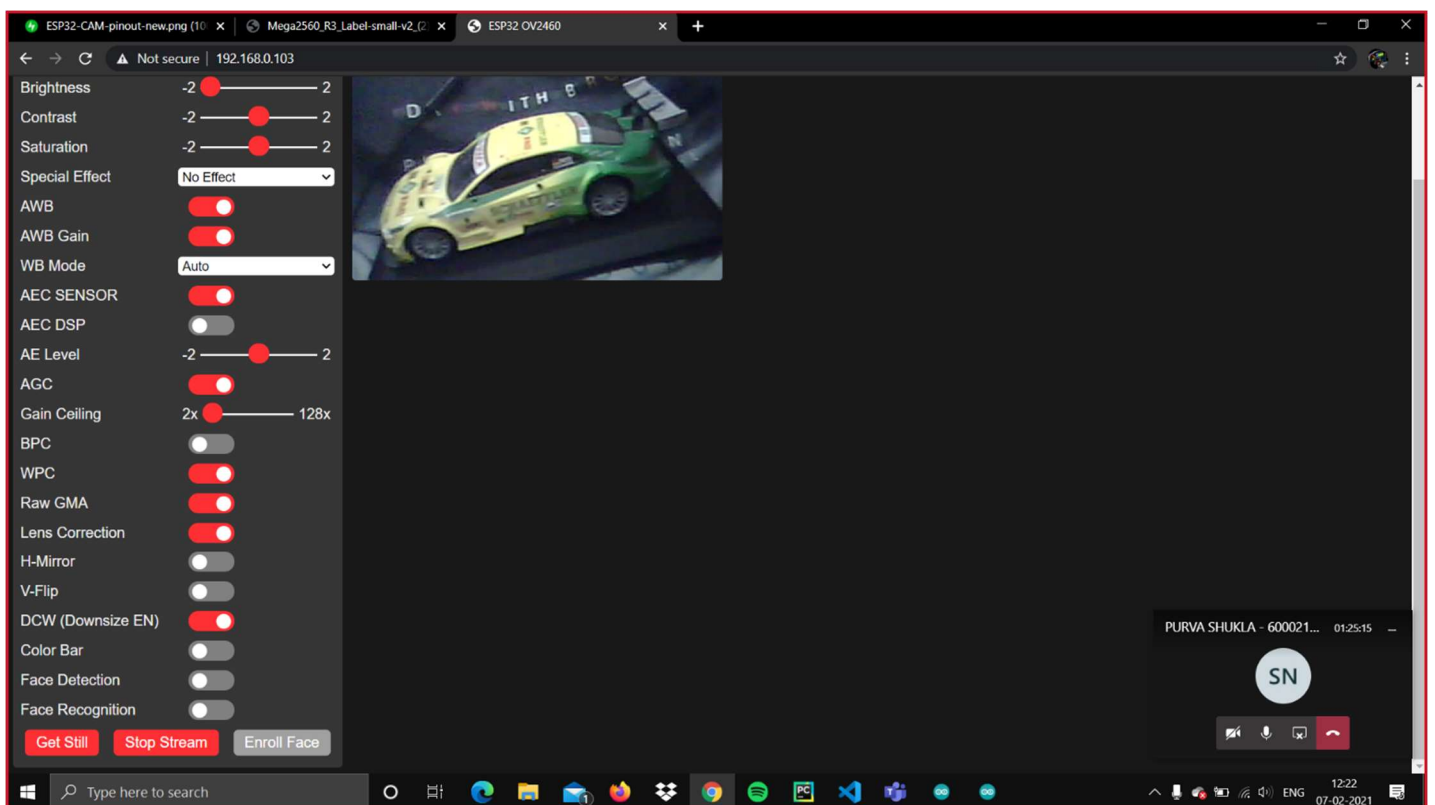 ESP32-CAM-pinout-new.png (10
Mega2560_R3_Label-small-v2_(2
ESP32 OV2460
Not secure | 192.168.0.103
Brightness -2 2
Contrast -2 2
Saturation -2 2
Special Effect No Effect
AWB
AWB Gain
WB Mode Auto
AEC SENSOR
AEC DSP
AE Level -2 2
AGC
Gain Ceiling 2x 128x
BPC
WPC
Raw GMA
Lens Correction
H-Mirror
V-Flip
DCW (Downsize EN)
Color Bar
Face Detection
Face Recognition
Get Still Stop Stream Enroll Face
SCHAEFFLER
PURVA SHUKLA - 600021... 01:25:15
SN
Type here to search
1
PC
ENG
12:22
07-02-2021